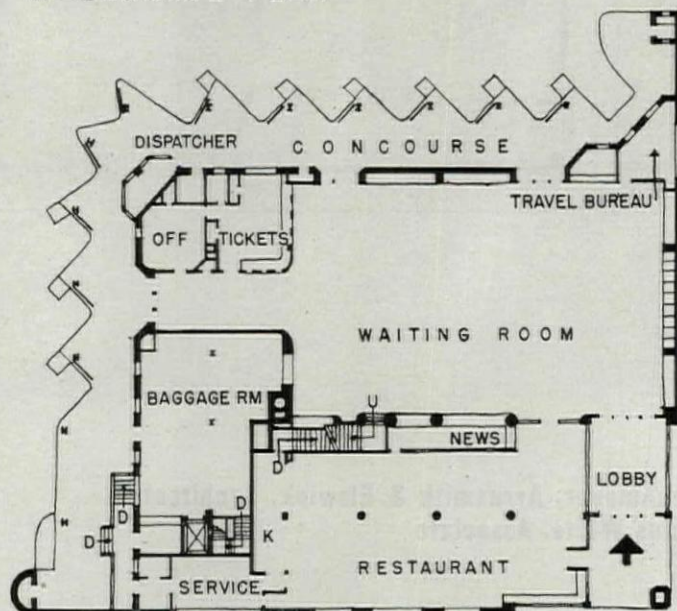 DISPATCHER
CONCOURSE
TRAVEL BUREAU
OFF
TICKETS
WAITING ROOM
BAGGAGE RM
U
NEWS
D
LOBBY
D
D
D
K
RESTAURANT
SERVICE